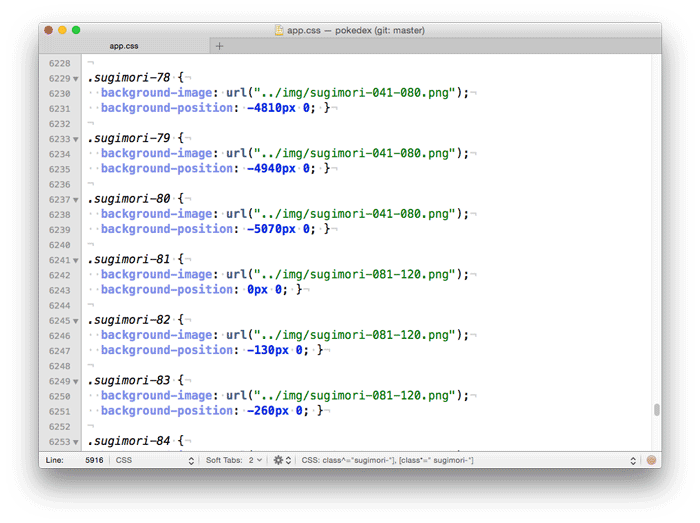 app.css — pokedex (git: master)
app.css
6228
6229 .sugimori-78 {
6230 background-image: url("../img/sugimori-041-080.png");
6231 background-position: -4810px 0; }
6232
6233 .sugimori-79 {
6234 background-image: url("../img/sugimori-041-080.png");
6235 background-position: -4940px 0; }
6236
6237 .sugimori-80 {
6238 background-image: url("../img/sugimori-041-080.png");
6239 background-position: -5070px 0; }
6240
6241 .sugimori-81 {
6242 background-image: url("../img/sugimori-081-120.png");
6243 background-position: 0px 0; }
6244
6245 .sugimori-82 {
6246 background-image: url("../img/sugimori-081-120.png");
6247 background-position: -130px 0; }
6248
6249 .sugimori-83 {
6250 background-image: url("../img/sugimori-081-120.png");
6251 background-position: -260px 0; }
6252
6253 .sugimori-84 {
Line: 5916 CSS Soft Tabs: 2 CSS: class^="sugimori-"], [class*=" sugimori-"]